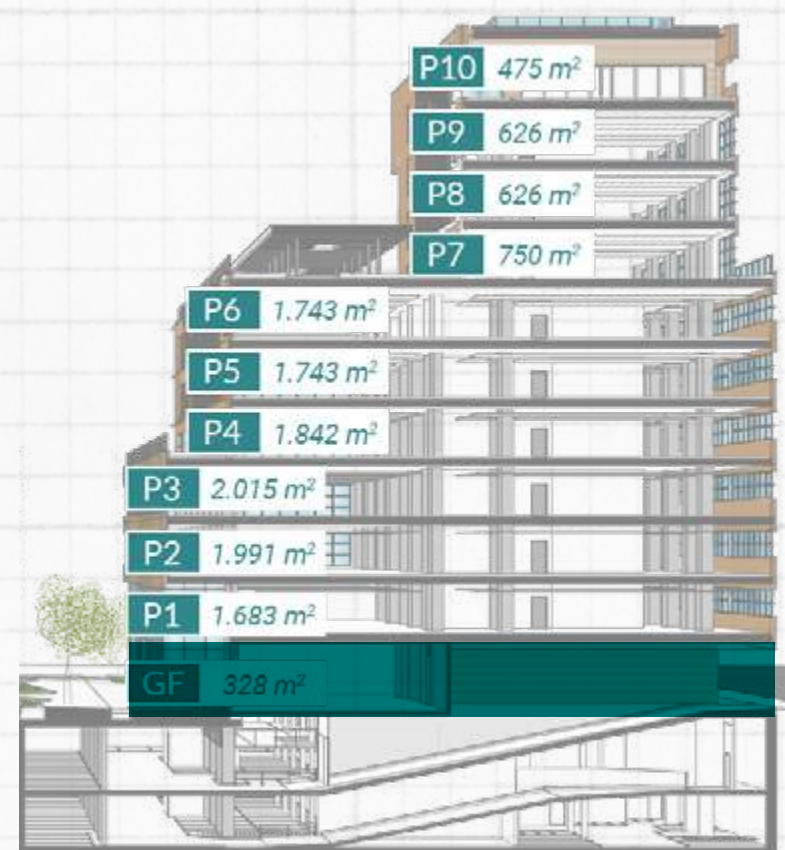 P10 475 m²
P9 626 m²
P8 626 m²
P7 750 m²
P6 1.743 m²
P5 1.743 m²
P4 1.842 m²
P3 2.015 m²
P2 1.991 m²
P1 1.683 m²
GF 328 m²